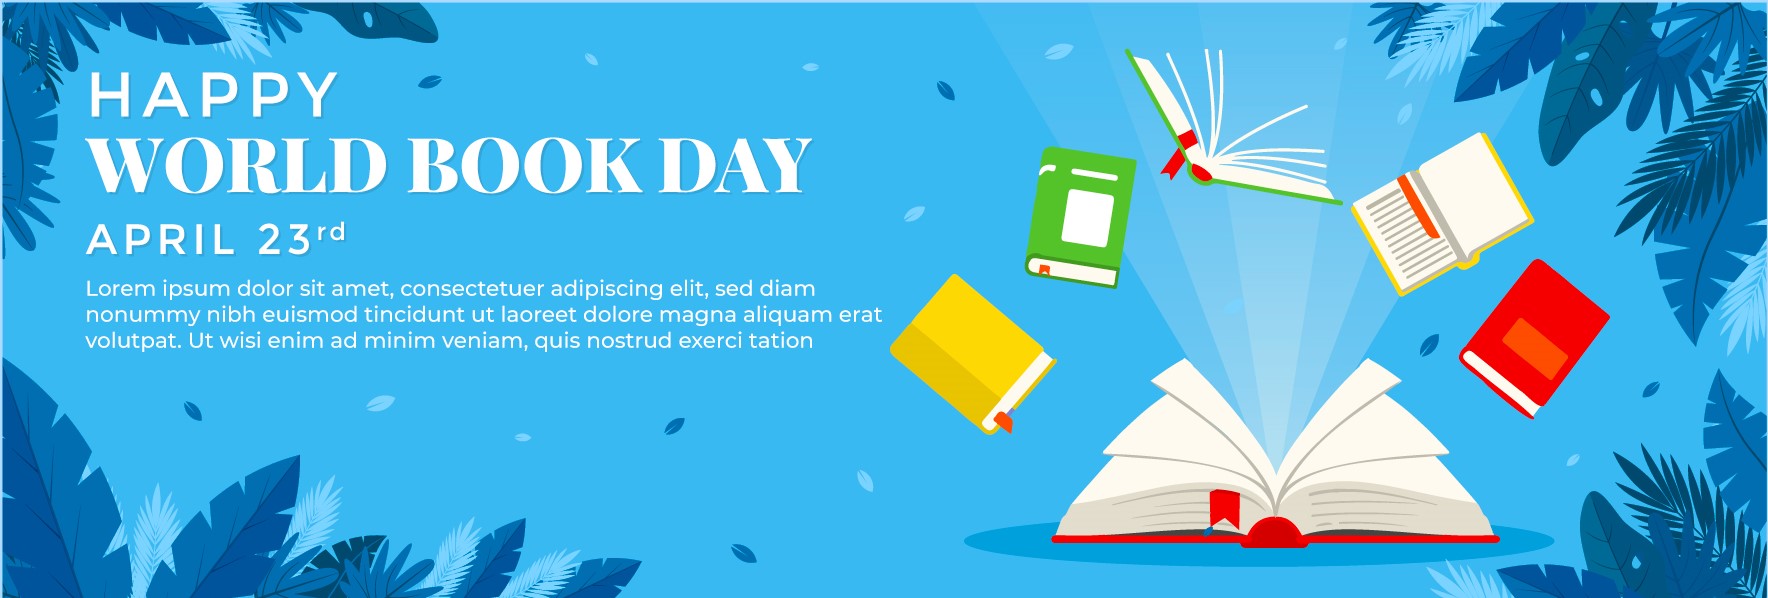 HAPPY
WORLD BOOK DAY
APRIL 23rd
Lorem ipsum dolor sit amet, consectetuer adipiscing elit, sed diam
nonummy nibh euismod tincidunt ut laoreet dolore magna aliquam erat
volutpat. Ut wisi enim ad minim veniam, quis nostrud exerci tation